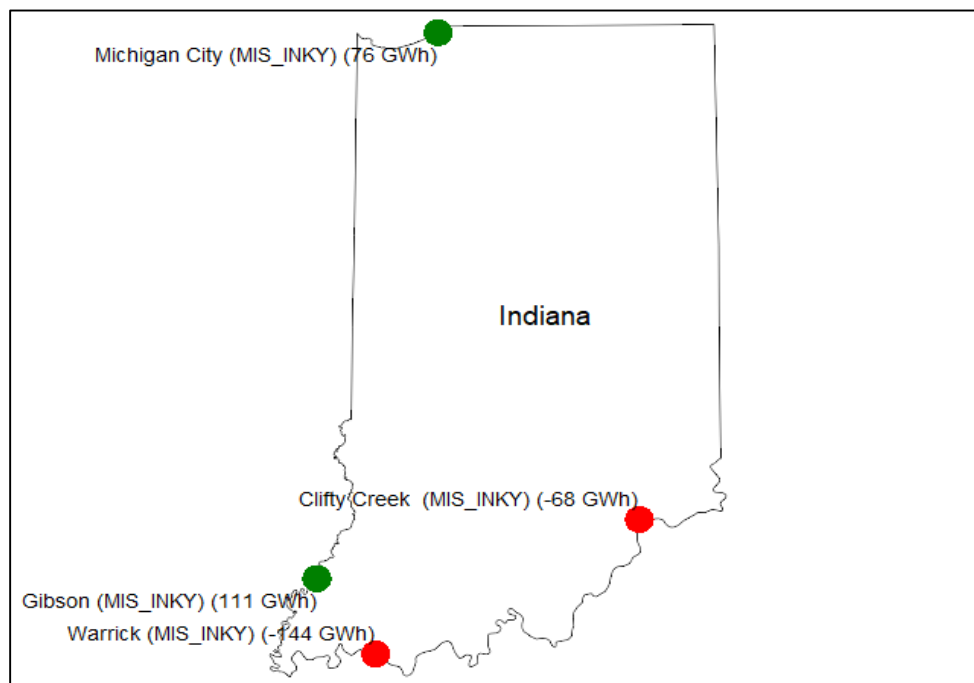 Michigan City (MIS_INKY) (76 GWh)
Indiana
Clifty Creek  (MIS_INKY) (-68 GWh)
Gibson (MIS_INKY) (111 GWh)
Warrick (MIS_INKY) (-144 GWh)